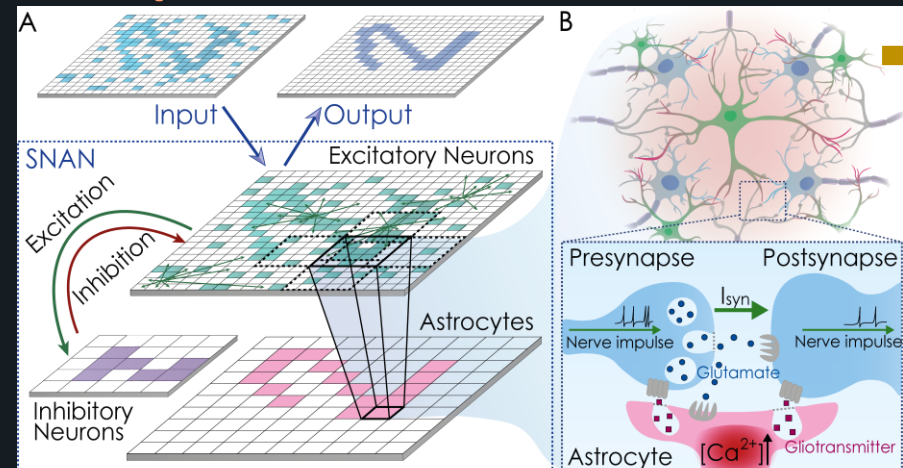 A
Input
Output
SNAN
Excitatory Neurons
Excitation
Inhibition
Astrocytes
Inhibitory
Neurons
B
Presynapse
Postsynapse
Isyn
Nerve impulse
Nerve impulse
Glutamate
Astrocyte
[Ca²⁺]
Gliotransmitter